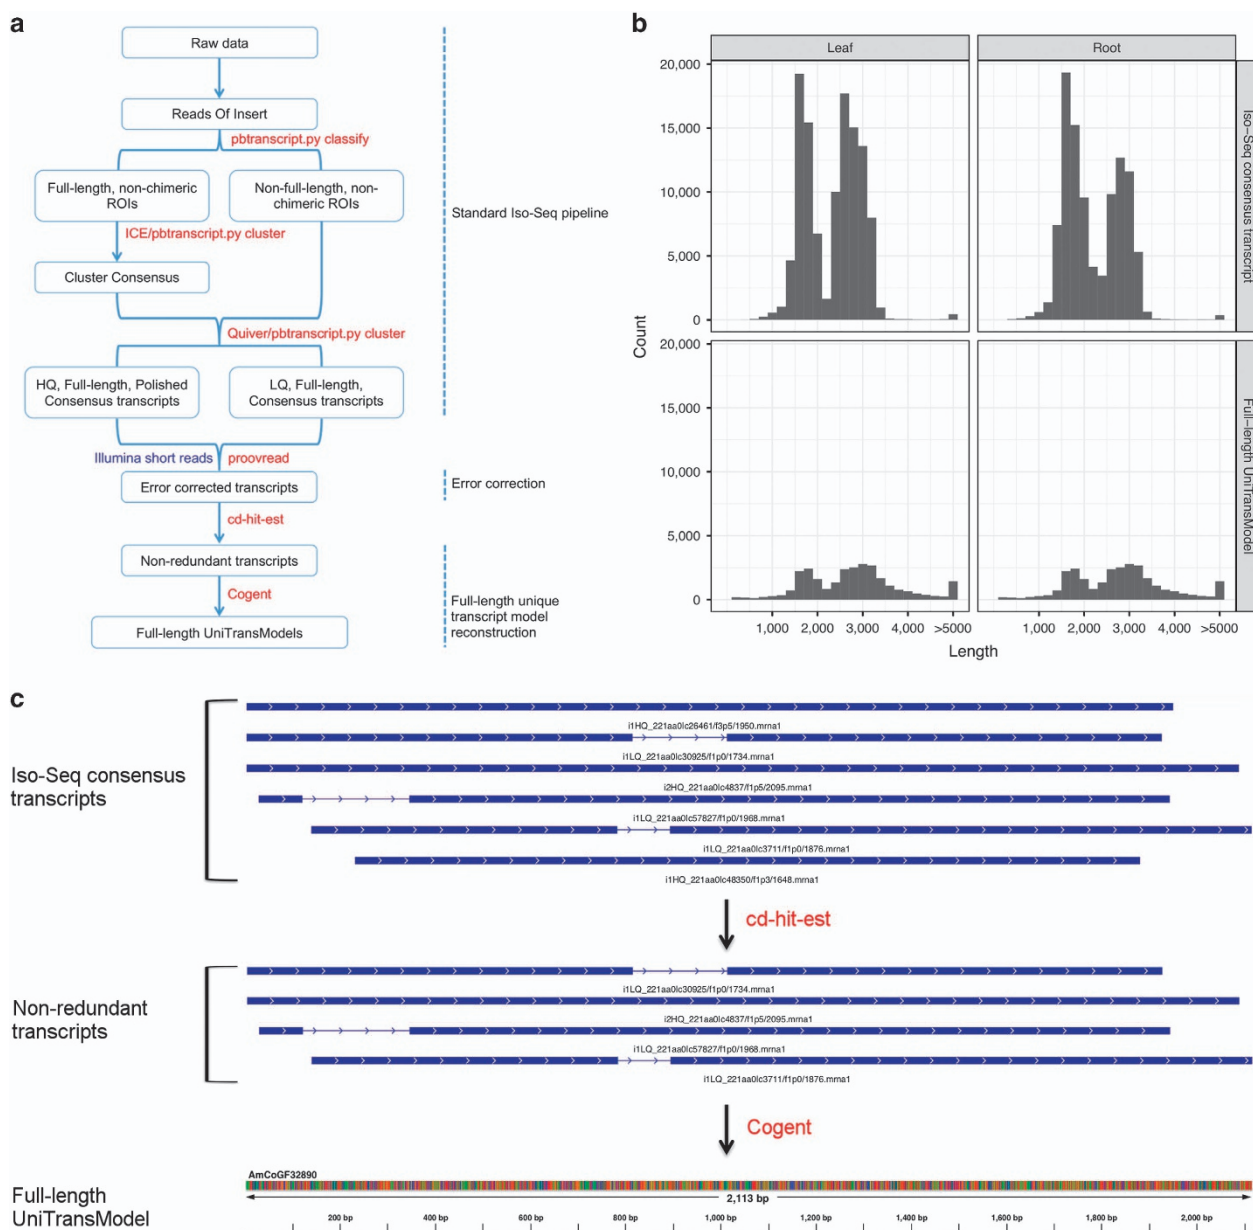 a
Raw data
Reads Of Insert
pbtranscript.py classify
Full-length, non-chimeric
ROIs
Non-full-length, non-
chimeric ROIs
ICE/pbtranscript.py cluster
Cluster Consensus
Quiver/pbtranscript.py cluster
HQ, Full-length, Polished
Consensus transcripts
LQ, Full-length,
Consensus transcripts
Illumina short reads
proovread
Error corrected transcripts
cd-hit-est
Non-redundant transcripts
Cogent
Full-length UniTransModels
Standard Iso-Seq pipeline
Error correction
Full-length unique
transcript model
reconstruction
b
Leaf
Root
20,000
15,000
10,000
5,000
0
20,000
15,000
10,000
5,000
0
Count
Iso-Seq consensus transcript
Full-length UniTransModel
1,000 2,000 3,000 4,000 >5000
1,000 2,000 3,000 4,000 >5000
Length
c
Iso-Seq consensus
transcripts
i1HQ_221aa0lc26461/f3p5/1950.mrna1
i1LQ_221aa0lc30925/f1p0/1734.mrna1
i2HQ_221aa0lc4837/f1p5/2095.mrna1
i1LQ_221aa0lc57827/f1p0/1968.mrna1
i1LQ_221aa0lc3711/f1p0/1876.mrna1
i1HQ_221aa0lc48350/f1p3/1648.mrna1
cd-hit-est
Non-redundant
transcripts
i1LQ_221aa0lc30925/f1p0/1734.mrna1
i2HQ_221aa0lc4837/f1p5/2095.mrna1
i1LQ_221aa0lc57827/f1p0/1968.mrna1
i1LQ_221aa0lc3711/f1p0/1876.mrna1
Cogent
Full-length
UniTransModel
AmCoGF32890
2,113 bp
200 bp 400 bp 600 bp 800 bp 1,000 bp 1,200 bp 1,400 bp 1,600 bp 1,800 bp 2,000 bp